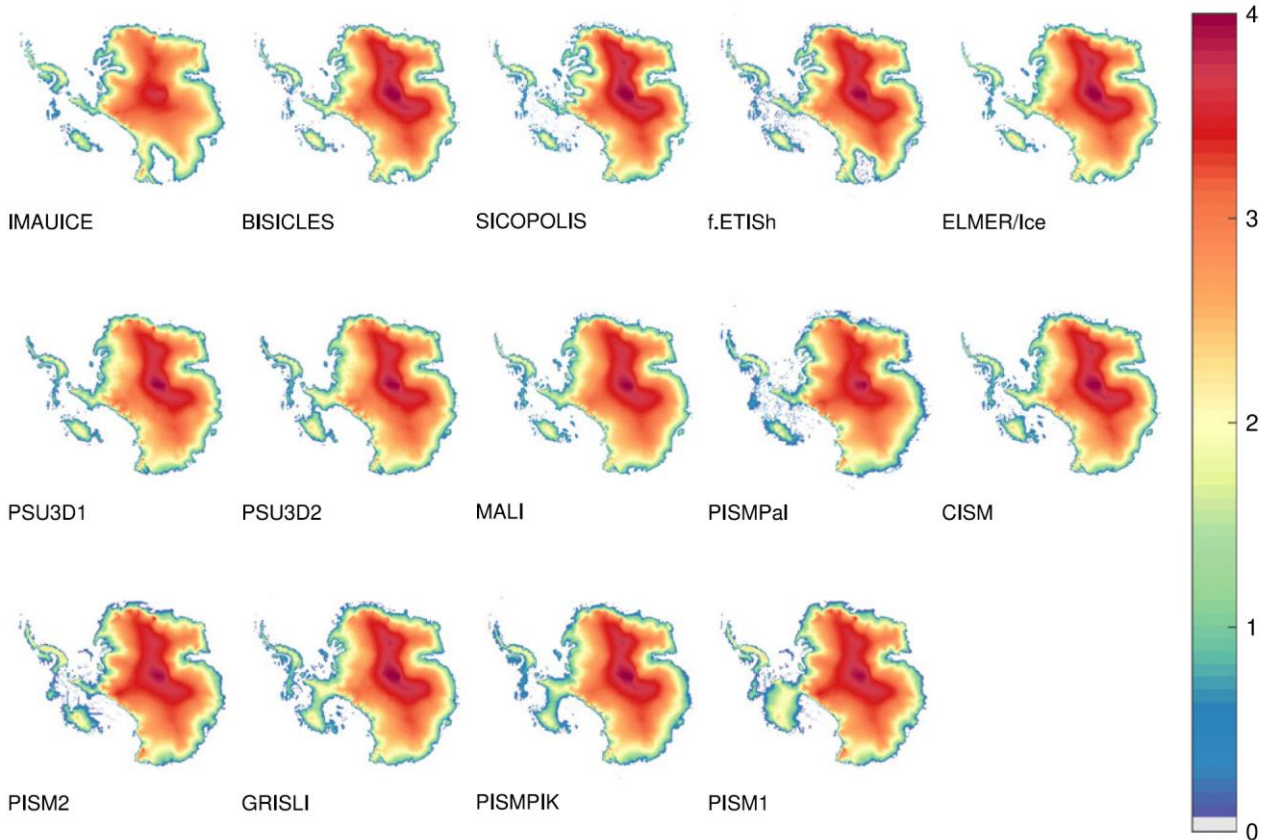 4
IMAUICE BISICLES SICOPOLIS f.ETISh ELMER/Ice
3
2
PSU3D1 PSU3D2 MALI PISMPal CISM
1
PISM2 GRISLI PISMPIK PISM1
0